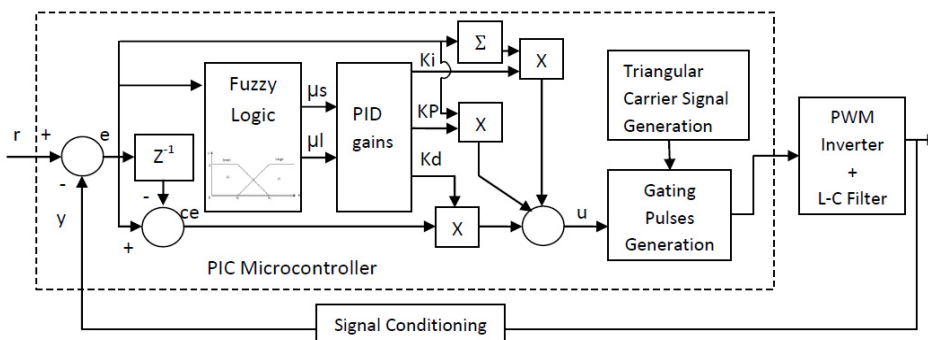 Σ
X
Ki
Fuzzy
Logic
μs
μl
PID
gains
KP
X
Kd
Triangular
Carrier Signal
Generation
PWM
Inverter
+
L-C Filter
r
+
e
-
y
Z-1
-
ce
+
X
u
Gating
Pulses
Generation
PIC Microcontroller
Signal Conditioning